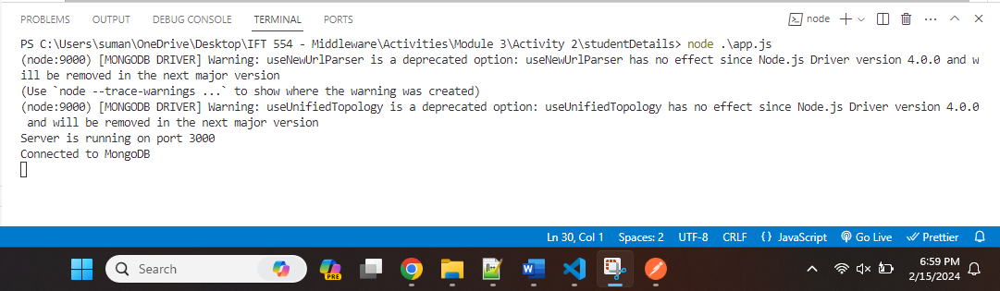 PROBLEMS OUTPUT DEBUG CONSOLE TERMINAL PORTS node
PS C:\Users\suman\OneDrive\Desktop\IFT 554 - Middleware\Activities\Module 3\Activity 2\studentDetails> node .\app.js
(node:9000) [MONGODB DRIVER] Warning: useNewUrlParser is a deprecated option: useNewUrlParser has no effect since Node.js Driver version 4.0.0 and w
ill be removed in the next major version
(Use `node --trace-warnings ...` to show where the warning was created)
(node:9000) [MONGODB DRIVER] Warning: useUnifiedTopology is a deprecated option: useUnifiedTopology has no effect since Node.js Driver version 4.0.0
 and will be removed in the next major version
Server is running on port 3000
Connected to MongoDB
Ln 30, Col 1 Spaces: 2 UTF-8 CRLF {} JavaScript Go Live Prettier
Search PRE 6:59 PM
2/15/2024